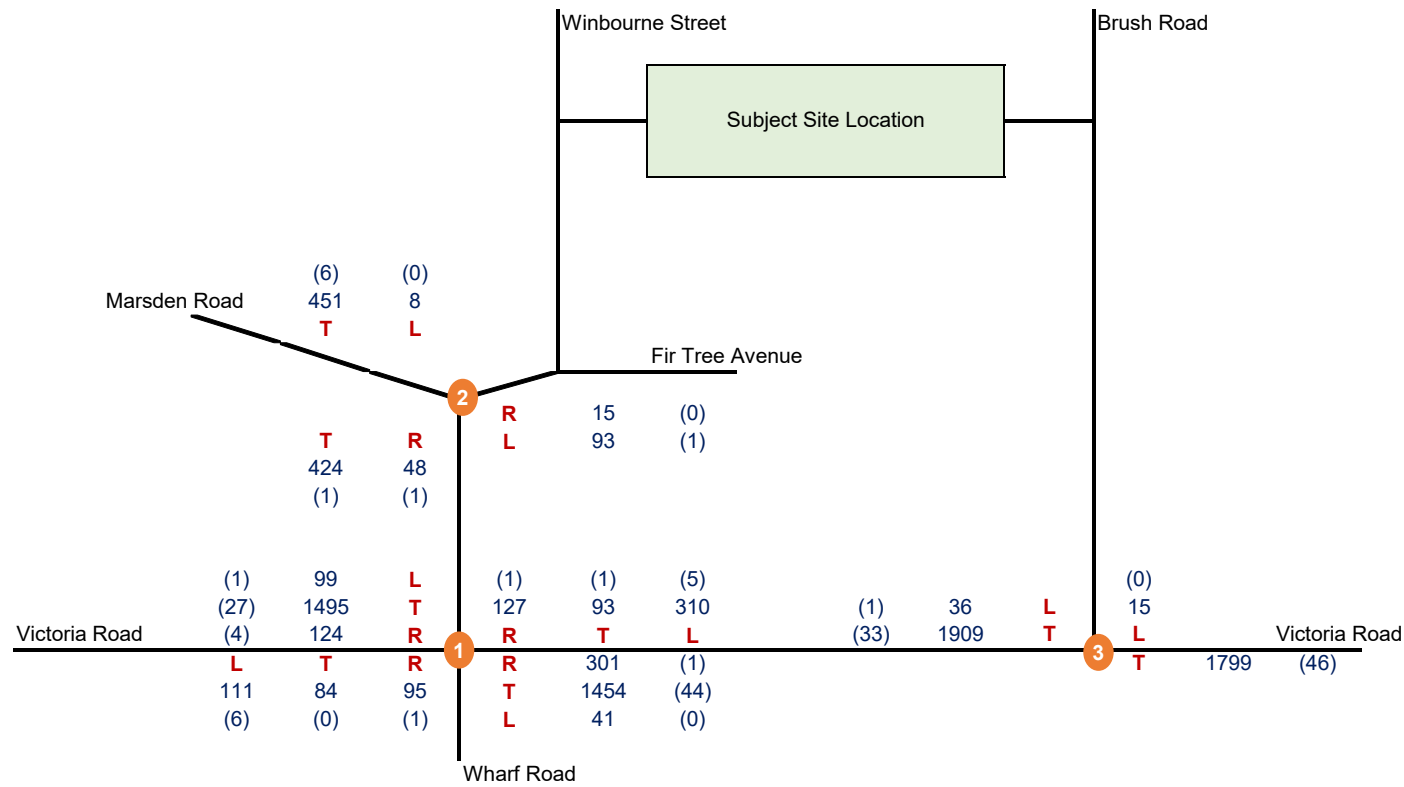 Winbourne Street
Brush Road
Subject Site Location
(6) (0)
Marsden Road 451 8
T L
Fir Tree Avenue
2
R 15 (0)
T R L 93 (1)
424 48
(1) (1)
(1) 99 L (1) (1) (5) (0)
(27) 1495 T 127 93 310 (1) 36 L 15
Victoria Road (4) 124 R R T L (33) 1909 T L Victoria Road
1 3
L T R R 301 (1) T 1799 (46)
111 84 95 T 1454 (44)
(6) (0) (1) L 41 (0)
Wharf Road